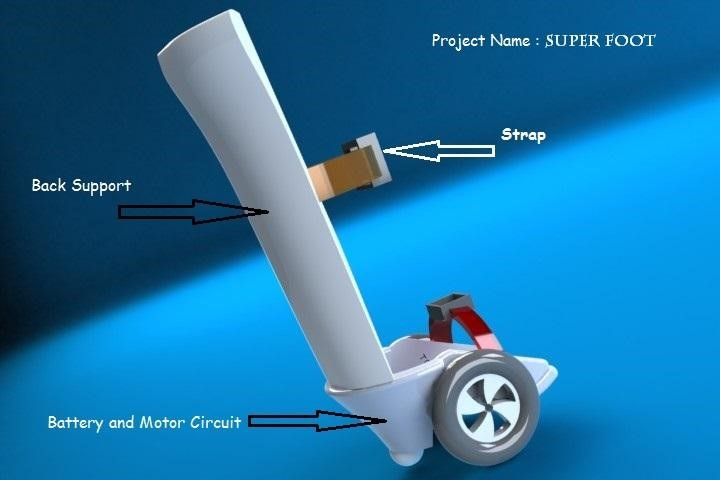 Project Name : SUPER FOOT
Strap
Back Support
Battery and Motor Circuit